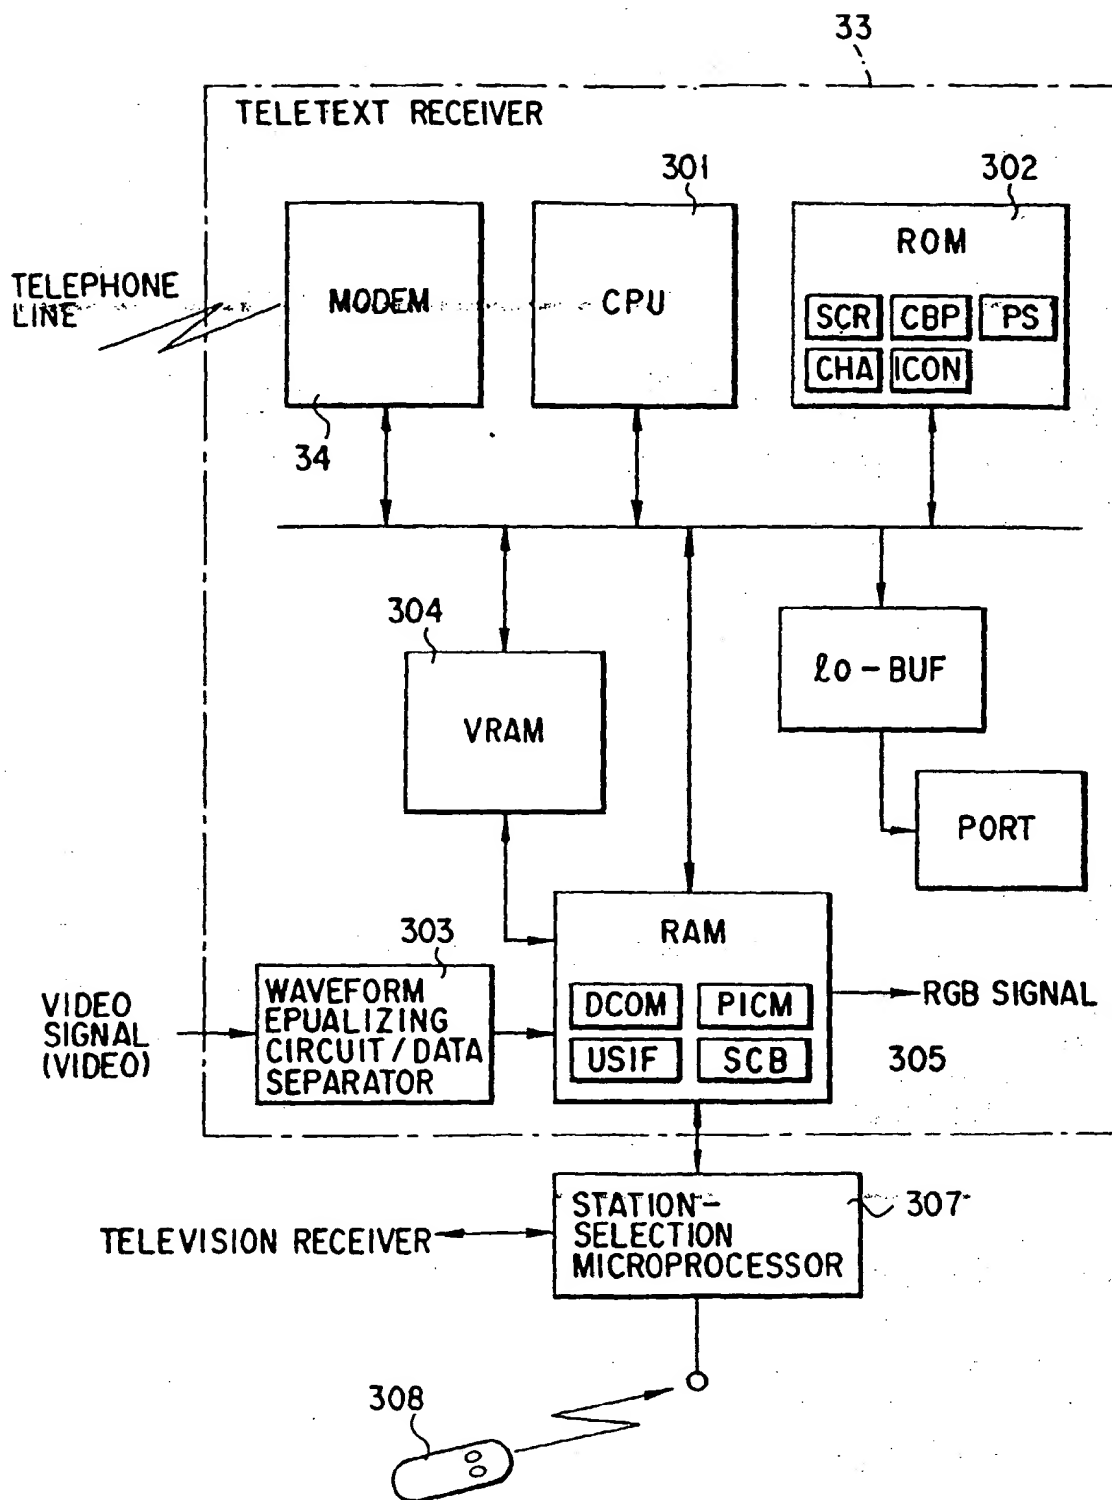 33
TELETEXT RECEIVER
301
302
MODEM
CPU
ROM
SCR CBP PS
CHA ICON
TELEPHONE
LINE
34
304
VRAM
lo-BUF
PORT
303
RAM
DCOM PICM
USIF SCB
RGB SIGNAL
305
VIDEO
SIGNAL
(VIDEO)
WAVEFORM
EPUALIZING
CIRCUIT/DATA
SEPARATOR
TELEVISION RECEIVER
STATION-
SELECTION
MICROPROCESSOR
307
308